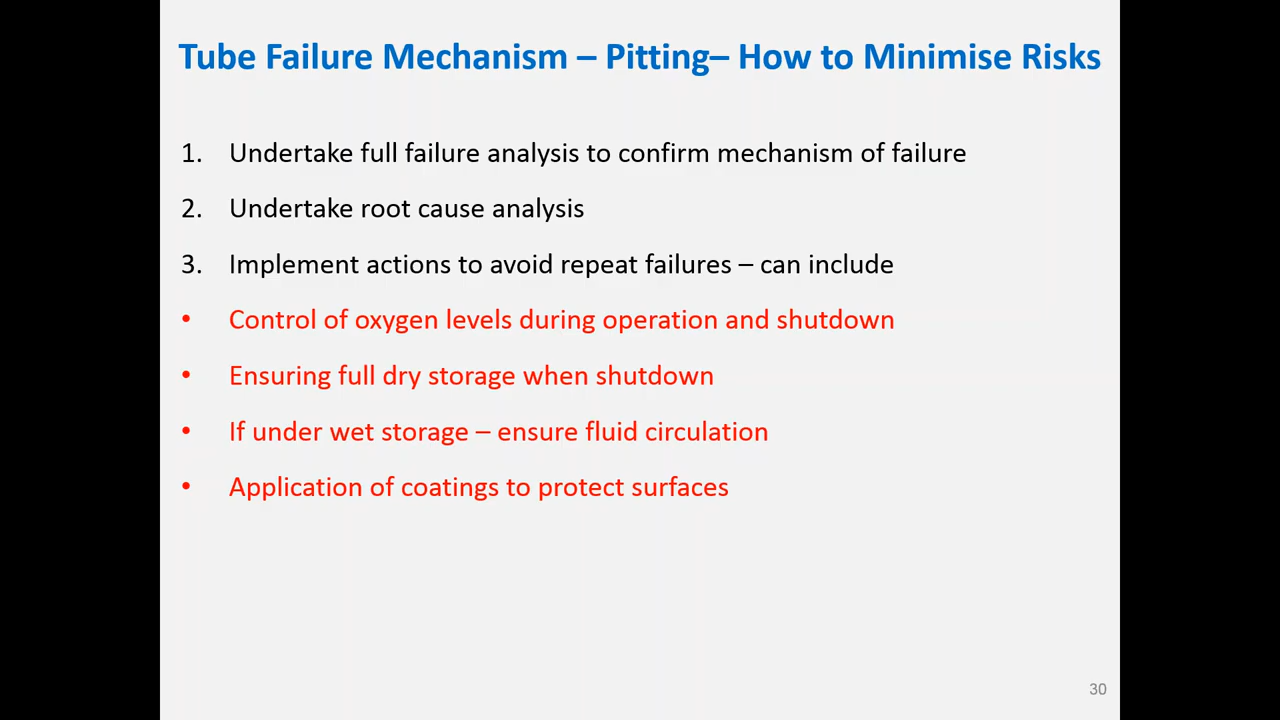 Tube Failure Mechanism – Pitting– How to Minimise Risks
1. Undertake full failure analysis to confirm mechanism of failure
2. Undertake root cause analysis
3. Implement actions to avoid repeat failures – can include
• Control of oxygen levels during operation and shutdown
• Ensuring full dry storage when shutdown
• If under wet storage – ensure fluid circulation
• Application of coatings to protect surfaces
30